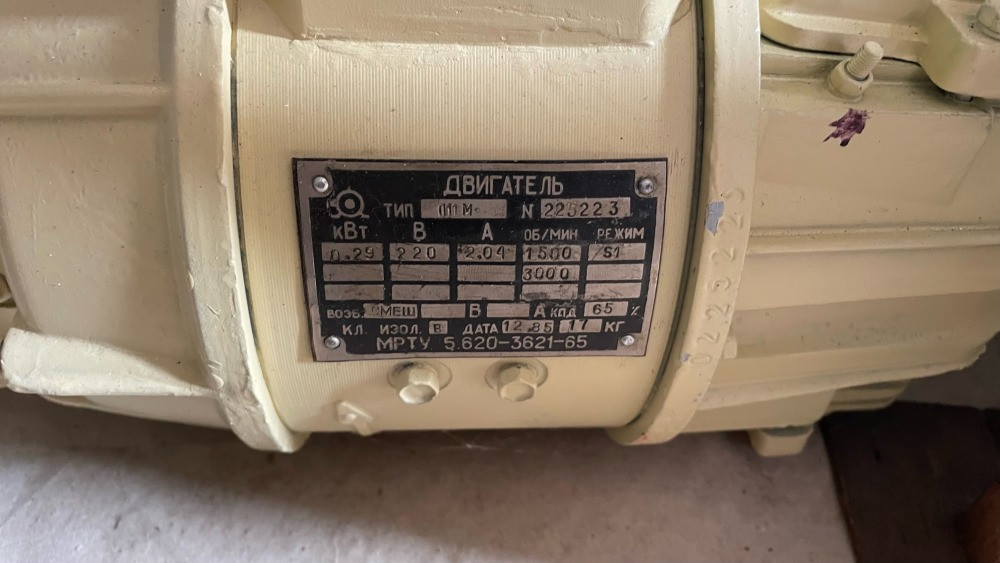 ДВИГАТЕЛЬ
ТИП П11М N 225223
кВт В А ОБ/МИН РЕЖИМ
0.29 220 2.04 1500 S1
3000
ВОЗБ. СМЕШ В А КПД 65 %
КЛ. ИЗОЛ. В ДАТА 12.85 17 КГ
МРТУ 5.620-3621-65